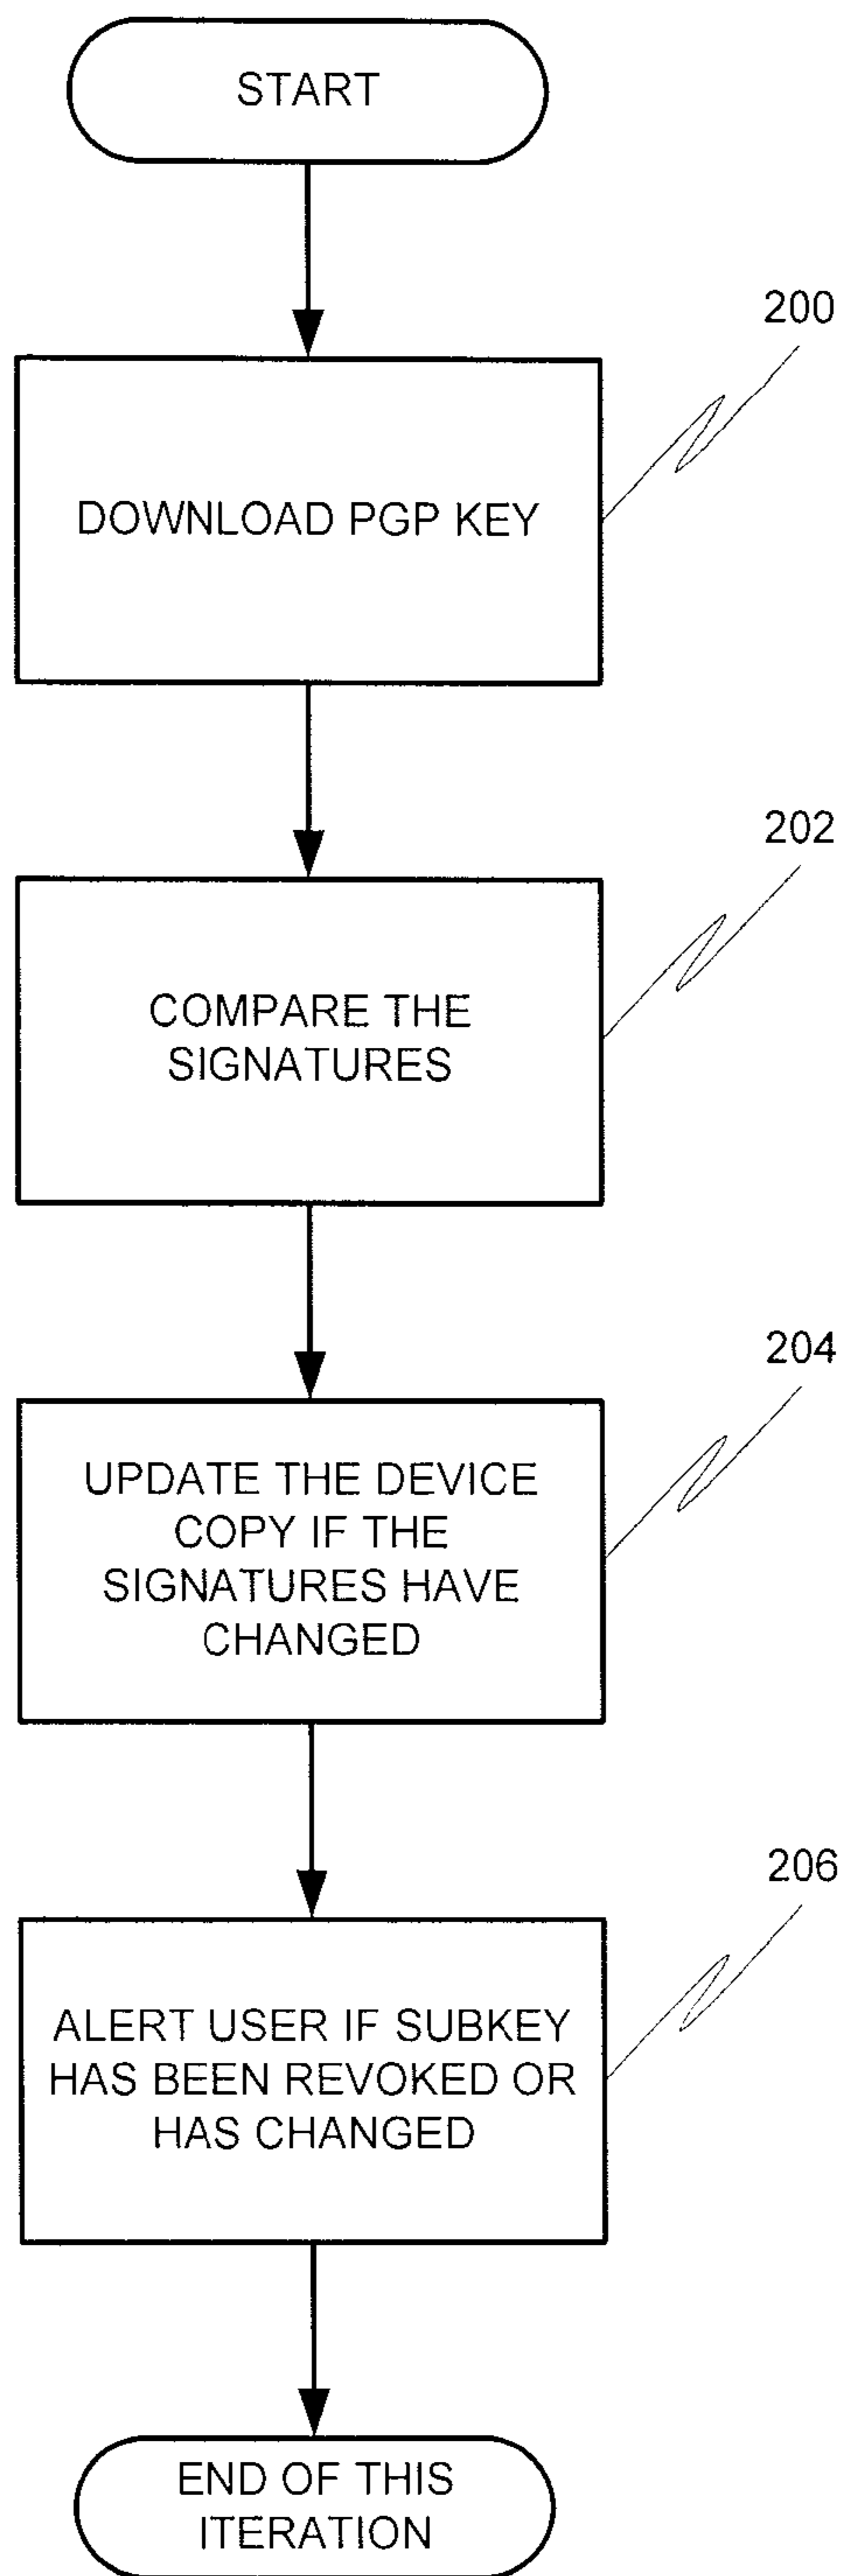 START
200
DOWNLOAD PGP KEY
202
COMPARE THE
SIGNATURES
204
UPDATE THE DEVICE
COPY IF THE
SIGNATURES HAVE
CHANGED
206
ALERT USER IF SUBKEY
HAS BEEN REVOKED OR
HAS CHANGED
END OF THIS
ITERATION